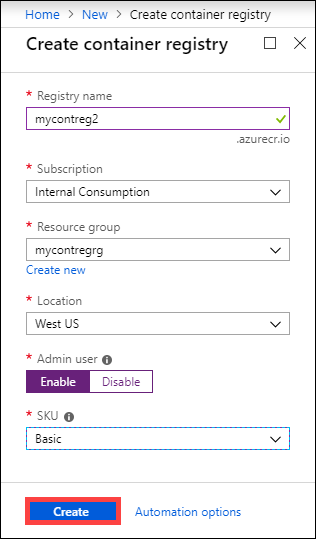 Home > New > Create container registry
Create container registry
* Registry name
mycontreg2
.azurecr.io
* Subscription
Internal Consumption
* Resource group
mycontregrg
Create new
* Location
West US
* Admin user
Enable Disable
* SKU
Basic
Create Automation options